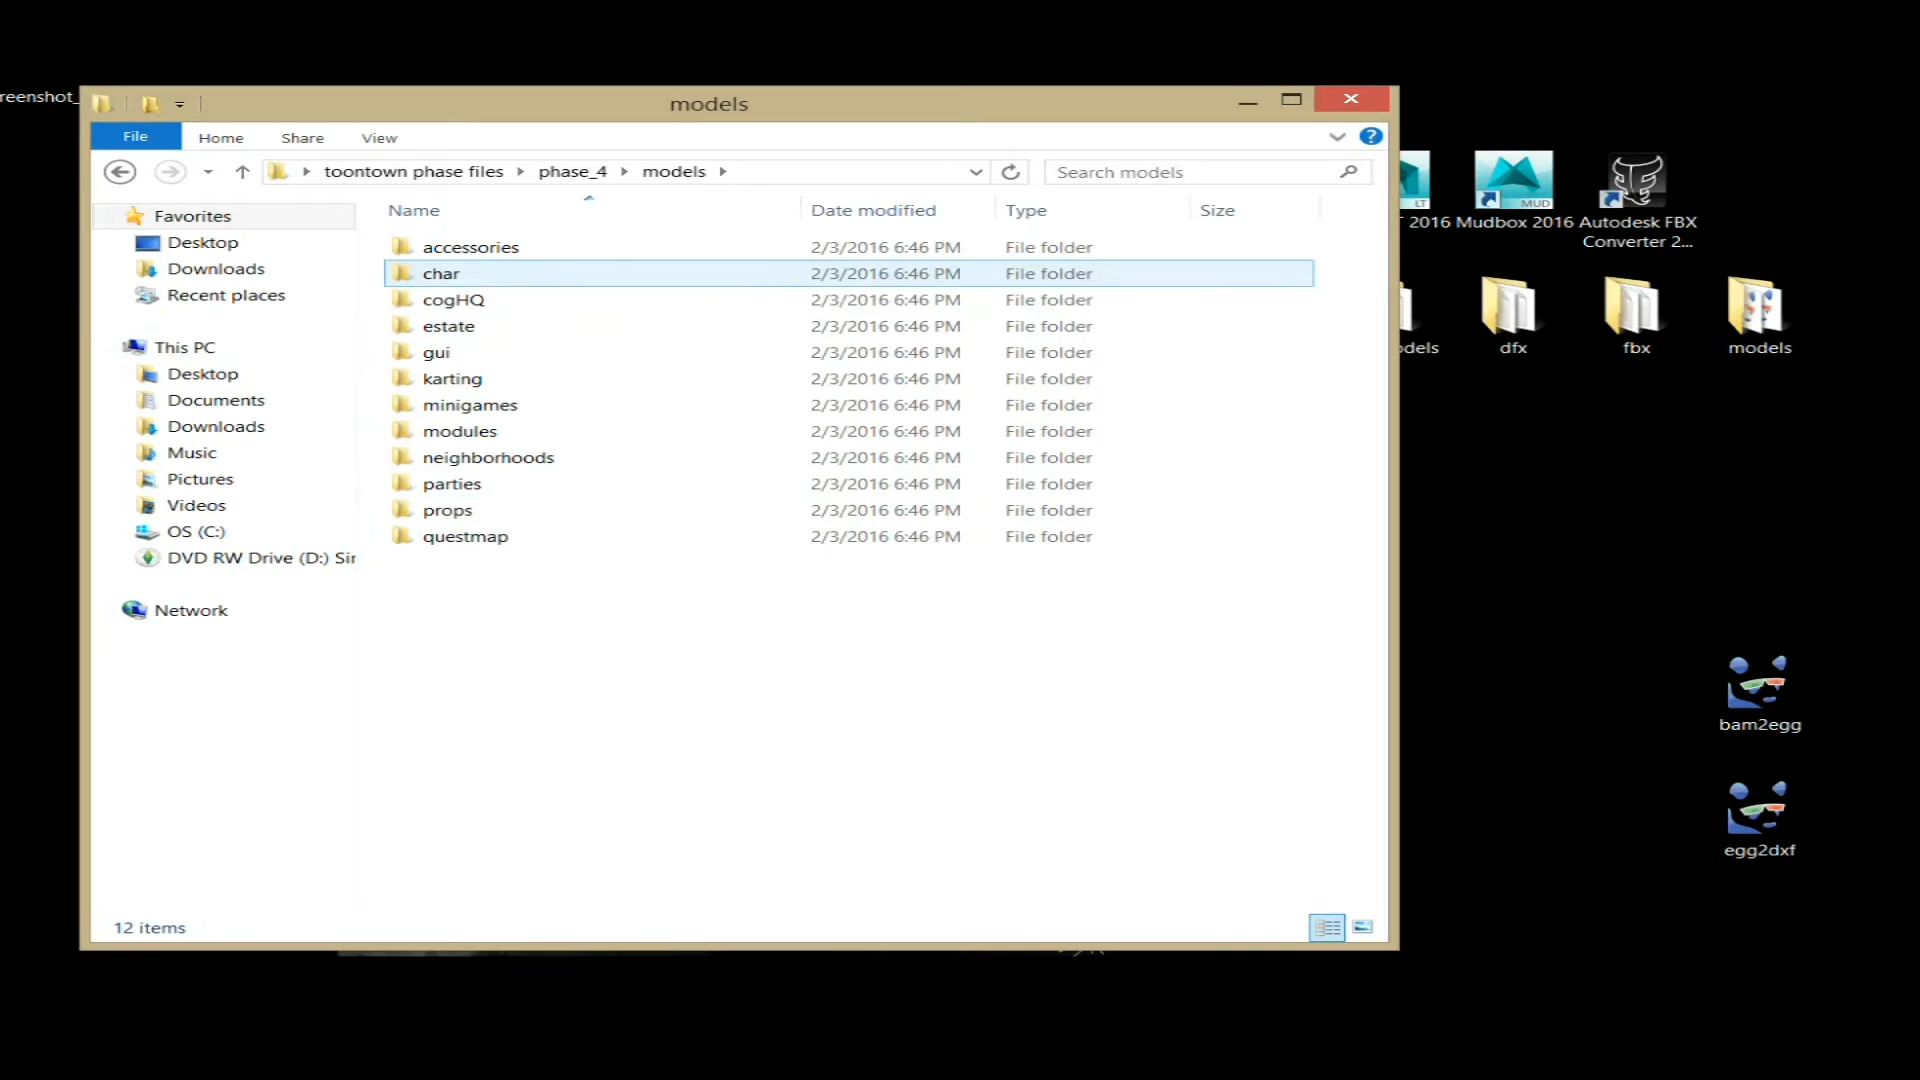 reenshot_
models
File Home Share View
toontown phase files phase_4 models
Search models
Name Date modified Type Size
Favorites
Desktop
Downloads
Recent places
This PC
Desktop
Documents
Downloads
Music
Pictures
Videos
OS (C:)
DVD RW Drive (D:) Sir
Network
accessories 2/3/2016 6:46 PM File folder
char 2/3/2016 6:46 PM File folder
cogHQ 2/3/2016 6:46 PM File folder
estate 2/3/2016 6:46 PM File folder
gui 2/3/2016 6:46 PM File folder
karting 2/3/2016 6:46 PM File folder
minigames 2/3/2016 6:46 PM File folder
modules 2/3/2016 6:46 PM File folder
neighborhoods 2/3/2016 6:46 PM File folder
parties 2/3/2016 6:46 PM File folder
props 2/3/2016 6:46 PM File folder
questmap 2/3/2016 6:46 PM File folder
12 items
LT
MUD
2016
Mudbox 2016
Autodesk FBX
Converter 2...
dels
dfx
fbx
models
bam2egg
egg2dxf